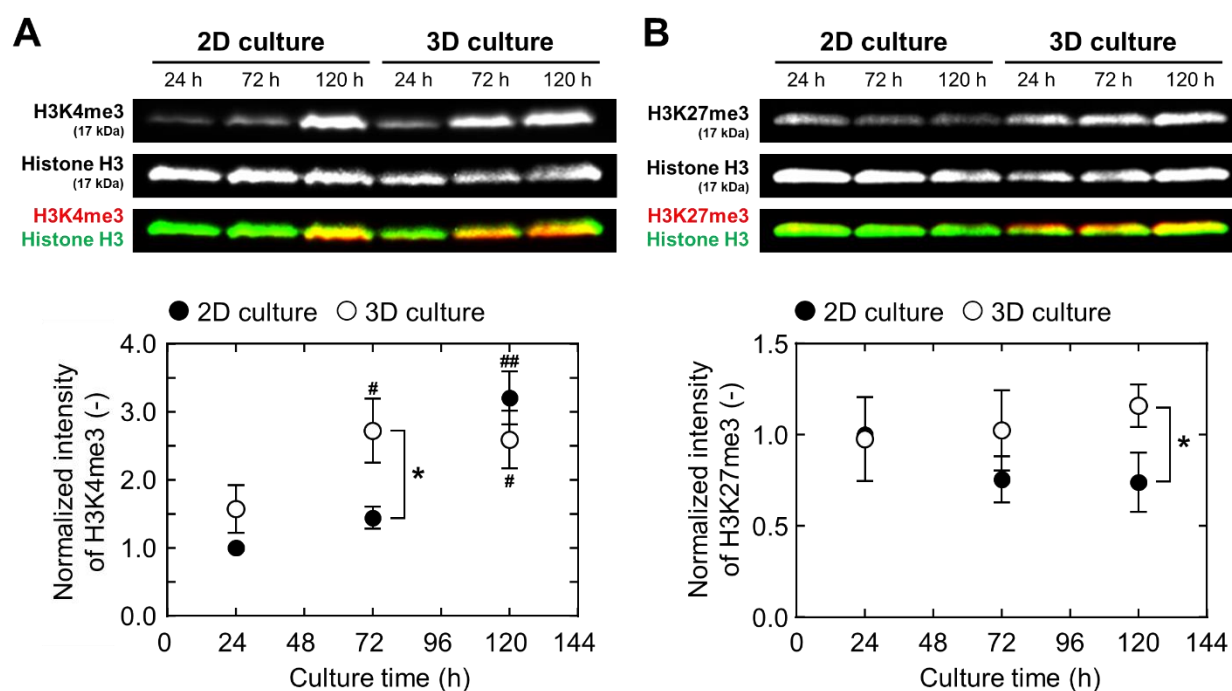 A
2D culture 3D culture
24 h 72 h 120 h 24 h 72 h 120 h
H3K4me3
(17 kDa)
Histone H3
(17 kDa)
H3K4me3
Histone H3
2D culture 3D culture
Normalized intensity
of H3K4me3 (-)
4.0
3.0
2.0
1.0
0.0
#
##
*
#
0 24 48 72 96 120 144
Culture time (h)
B
2D culture 3D culture
24 h 72 h 120 h 24 h 72 h 120 h
H3K27me3
(17 kDa)
Histone H3
(17 kDa)
H3K27me3
Histone H3
2D culture 3D culture
Normalized intensity
of H3K27me3 (-)
1.5
1.0
0.5
0.0
*
0 24 48 72 96 120 144
Culture time (h)